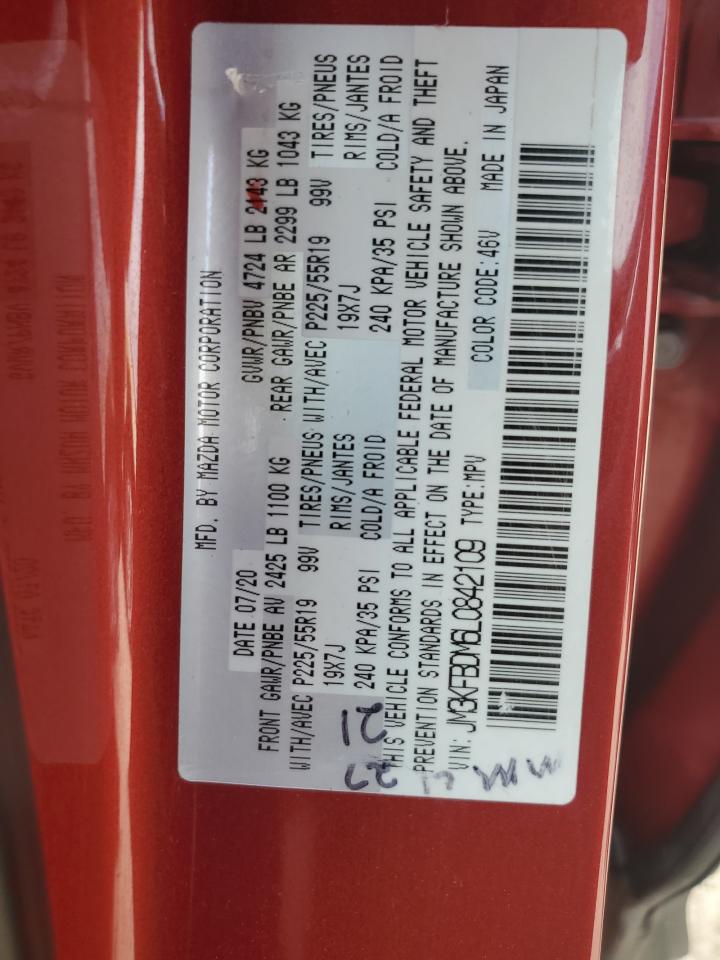 MFD. BY MAZDA MOTOR CORPORATION
DATE 07/20 GVWR/PNBV 4724 LB 2143 KG
FRONT GAWR/PNBE AV 2425 LB 1100 KG REAR GAWR/PNBE AR 2299 LB 1043 KG
WITH/AVEC P225/55R19 99V TIRES/PNEUS WITH/AVEC P225/55R19 99V TIRES/PNEUS
19X7J RIMS/JANTES 19X7J RIMS/JANTES
240 KPA/35 PSI COLD/A FROID 240 KPA/35 PSI COLD/A FROID
THIS VEHICLE CONFORMS TO ALL APPLICABLE FEDERAL MOTOR VEHICLE SAFETY AND THEFT
PREVENTION STANDARDS IN EFFECT ON THE DATE OF MANUFACTURE SHOWN ABOVE.
VIN: JM3KFBDM6L0842109 TYPE:MPV COLOR CODE:46V MADE IN JAPAN
21
27